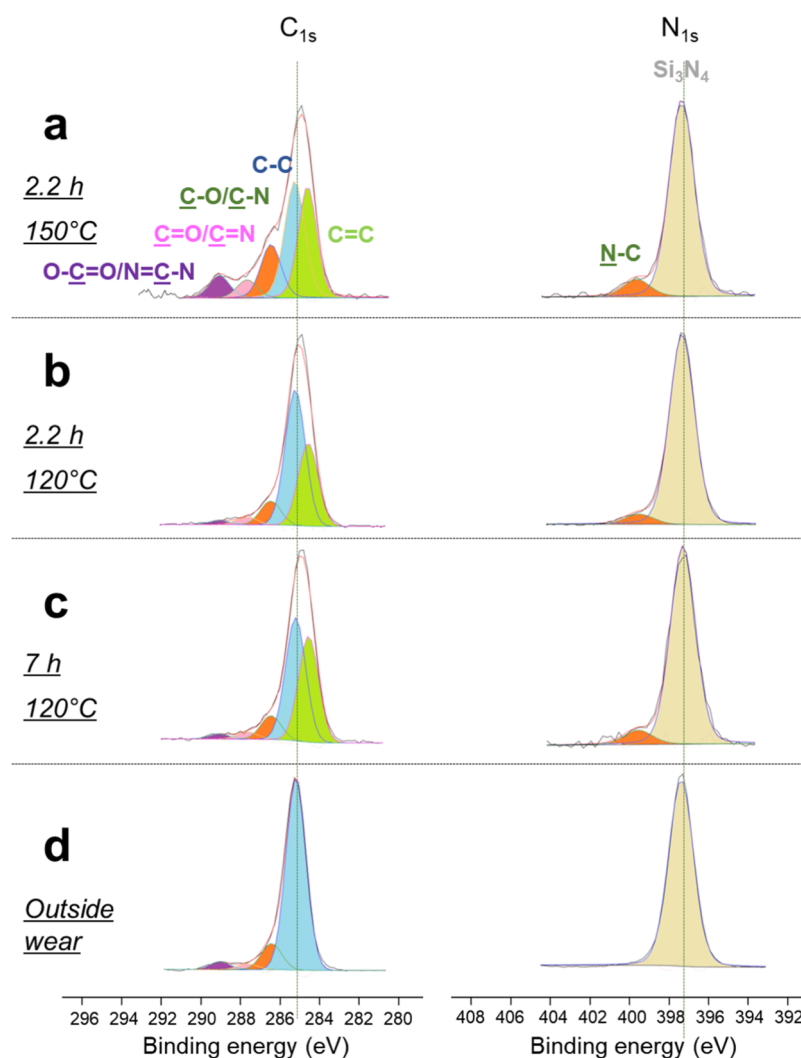 C1s N1s
Si3N4
a
C-C
2.2 h
C-O/C-N
150°C
C=O/C=N
C=C
O-C=O/N=C-N
N-C
b
2.2 h
120°C
c
7 h
120°C
d
Outside
wear
296 294 292 290 288 286 284 282 280
408 406 404 402 400 398 396 394 392
Binding energy (eV) Binding energy (eV)